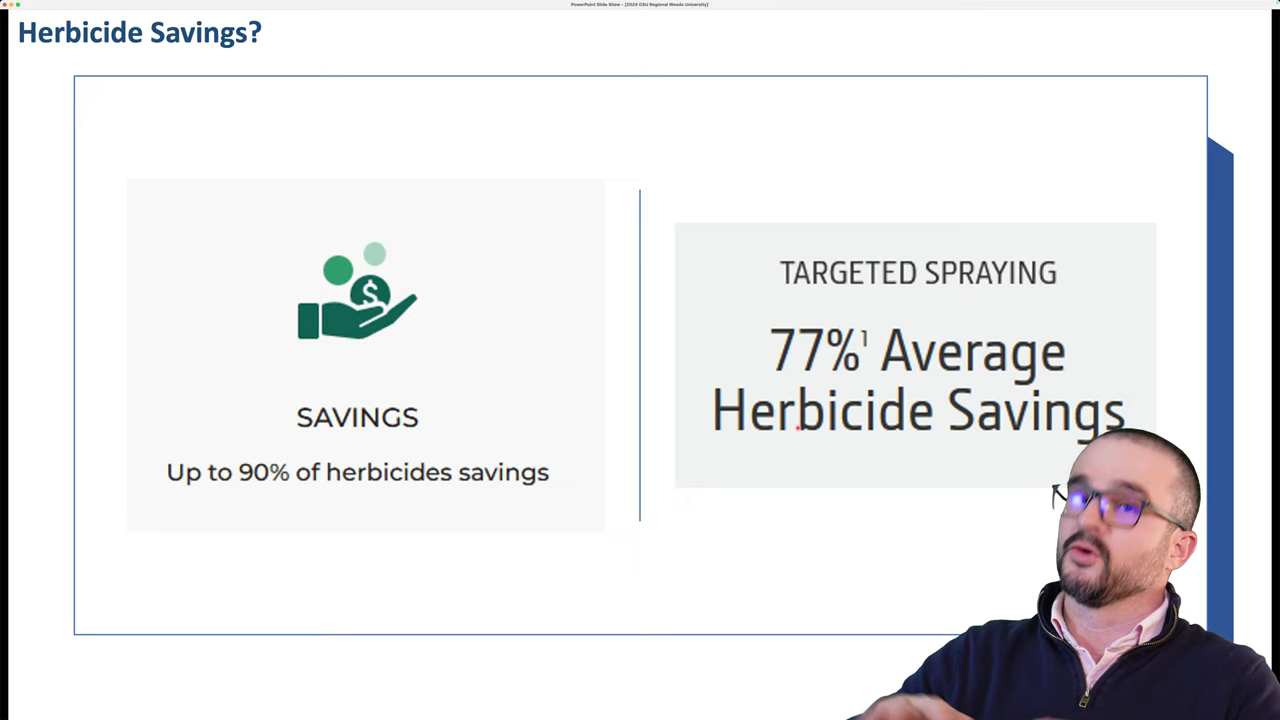 PowerPoint Slide Show - [2024 OSU Regional Weeds University]
Herbicide Savings?
$
SAVINGS
Up to 90% of herbicides savings
TARGETED SPRAYING
77%¹ Average
Herbicide Savings